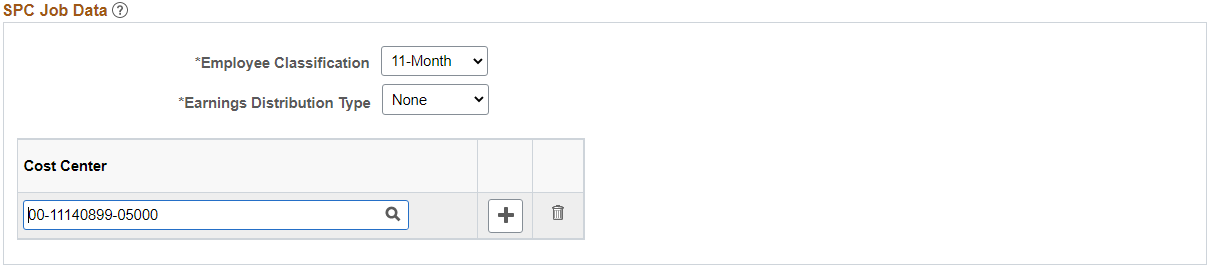 SPC Job Data ?
*Employee Classification 11-Month
*Earnings Distribution Type None
Cost Center
00-11140899-05000